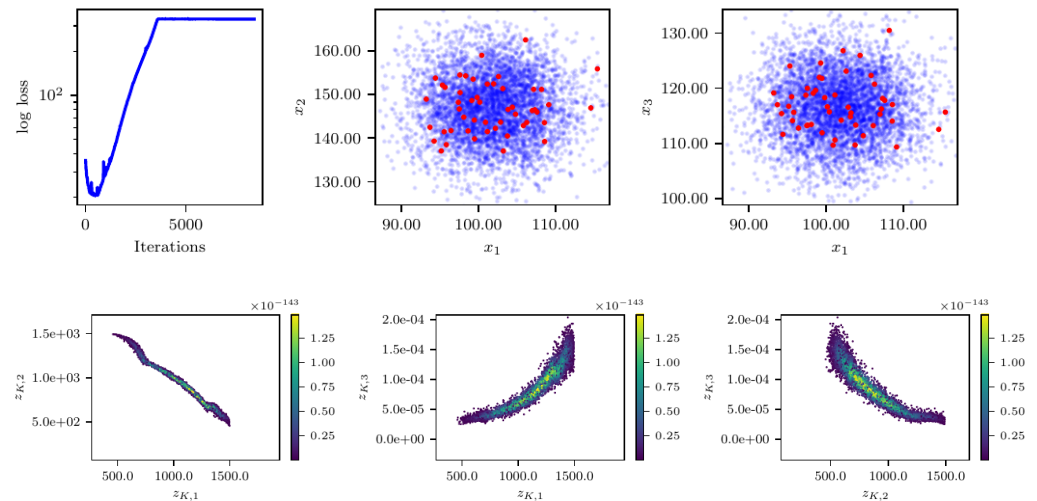 log loss
10²
0
5000
Iterations
x₂
160.00
150.00
140.00
130.00
90.00
100.00
110.00
x₁
x₃
130.00
120.00
110.00
100.00
90.00
100.00
110.00
x₁
×10⁻¹⁴³
z_{K,2}
1.5e+03
1.0e+03
5.0e+02
500.0
1000.0
1500.0
z_{K,1}
1.25
1.00
0.75
0.50
0.25
×10⁻¹⁴³
z_{K,3}
2.0e-04
1.5e-04
1.0e-04
5.0e-05
0.0e+00
500.0
1000.0
1500.0
z_{K,1}
1.25
1.00
0.75
0.50
0.25
×10⁻¹⁴³
z_{K,3}
2.0e-04
1.5e-04
1.0e-04
5.0e-05
0.0e+00
500.0
1000.0
1500.0
z_{K,2}
1.25
1.00
0.75
0.50
0.25